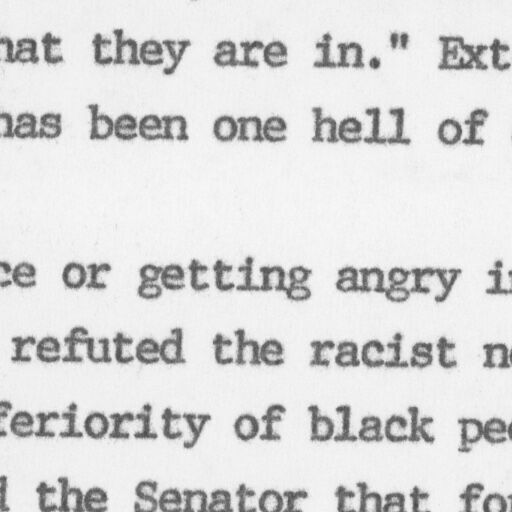 hat they are in." Ext
has been one hell of
ce or getting angry i
refuted the racist n
feriority of black pe
d the Senator that fo